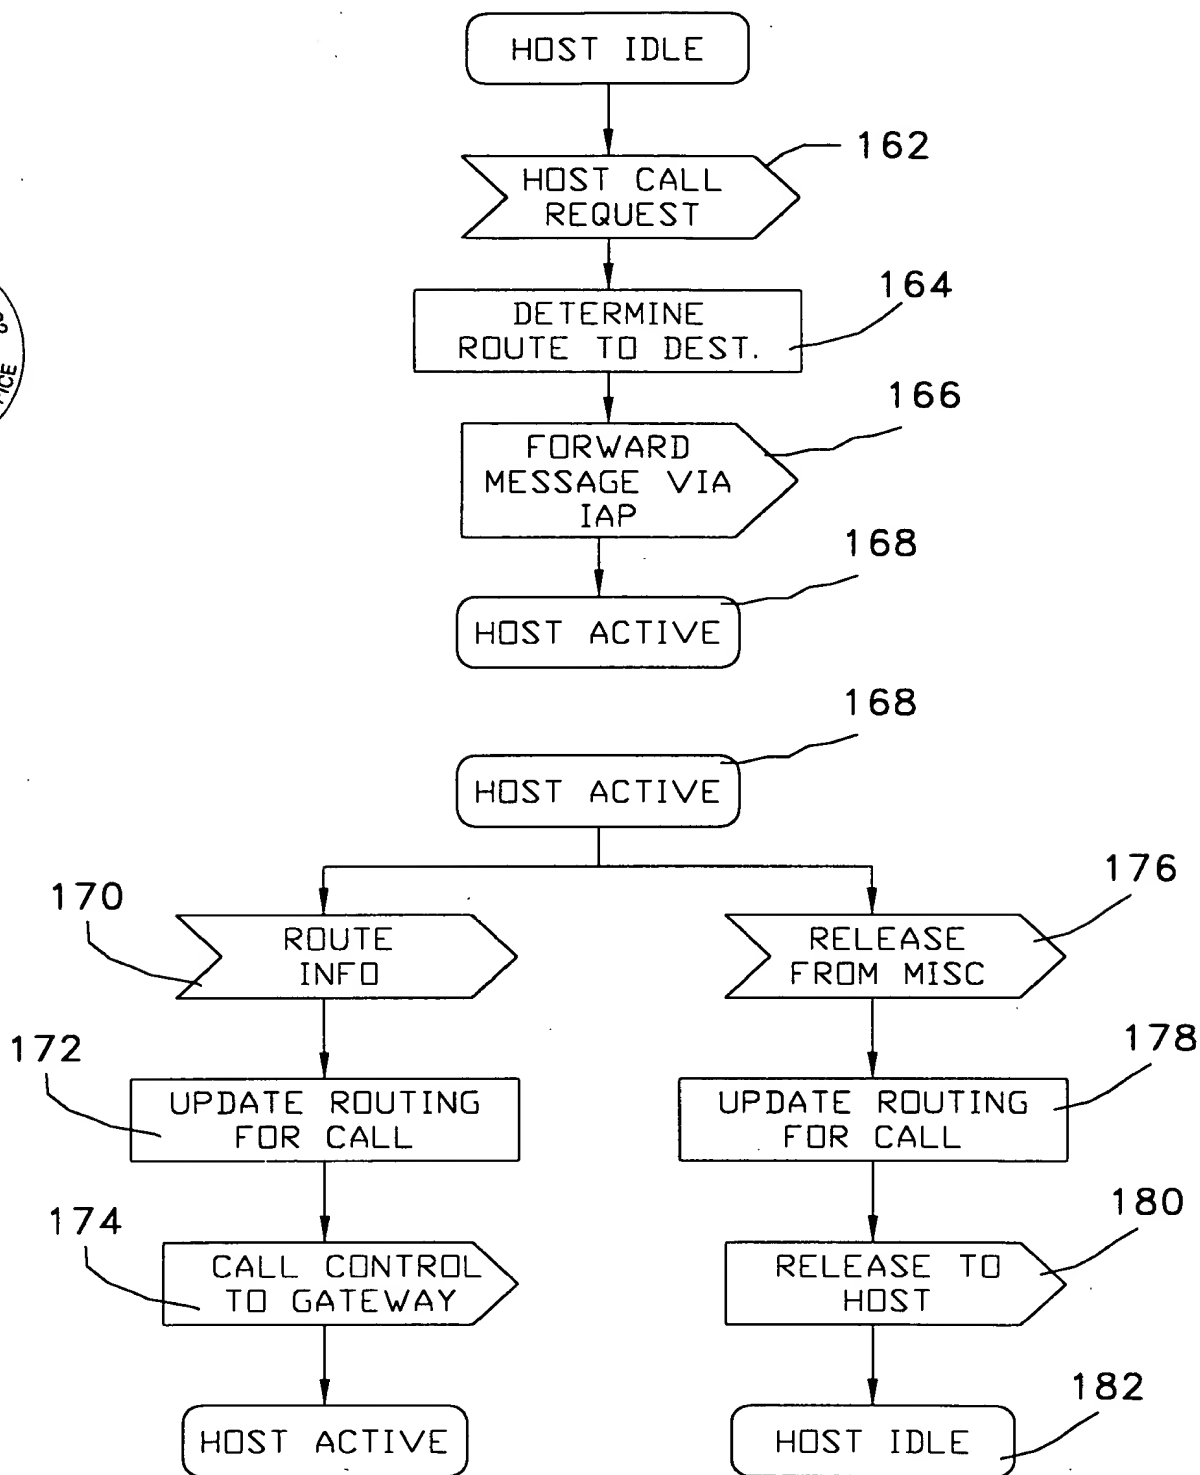 HOST IDLE
162
HOST CALL
REQUEST
164
DETERMINE
ROUTE TO DEST.
166
FORWARD
MESSAGE VIA
IAP
168
HOST ACTIVE
168
HOST ACTIVE
170
ROUTE
INFO
176
RELEASE
FROM MISC
172
UPDATE ROUTING
FOR CALL
178
UPDATE ROUTING
FOR CALL
174
CALL CONTROL
TO GATEWAY
180
RELEASE TO
HOST
HOST ACTIVE
182
HOST IDLE